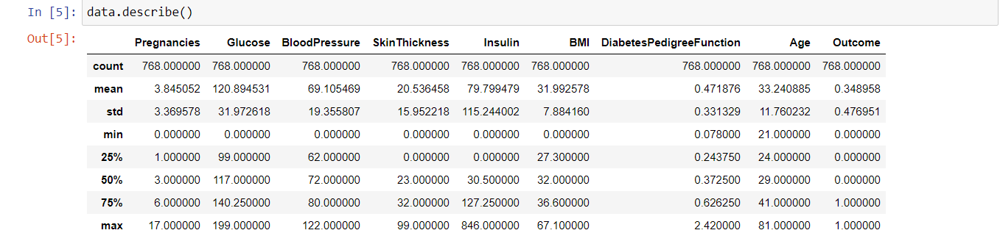 In [5]: data.describe()
Out[5]:
Pregnancies Glucose BloodPressure SkinThickness Insulin BMI DiabetesPedigreeFunction Age Outcome
count 768.000000 768.000000 768.000000 768.000000 768.000000 768.000000 768.000000 768.000000 768.000000
mean 3.845052 120.894531 69.105469 20.536458 79.799479 31.992578 0.471876 33.240885 0.348958
std 3.369578 31.972618 19.355807 15.952218 115.244002 7.884160 0.331329 11.760232 0.476951
min 0.000000 0.000000 0.000000 0.000000 0.000000 0.000000 0.078000 21.000000 0.000000
25% 1.000000 99.000000 62.000000 0.000000 0.000000 27.300000 0.243750 24.000000 0.000000
50% 3.000000 117.000000 72.000000 23.000000 30.500000 32.000000 0.372500 29.000000 0.000000
75% 6.000000 140.250000 80.000000 32.000000 127.250000 36.600000 0.626250 41.000000 1.000000
max 17.000000 199.000000 122.000000 99.000000 846.000000 67.100000 2.420000 81.000000 1.000000